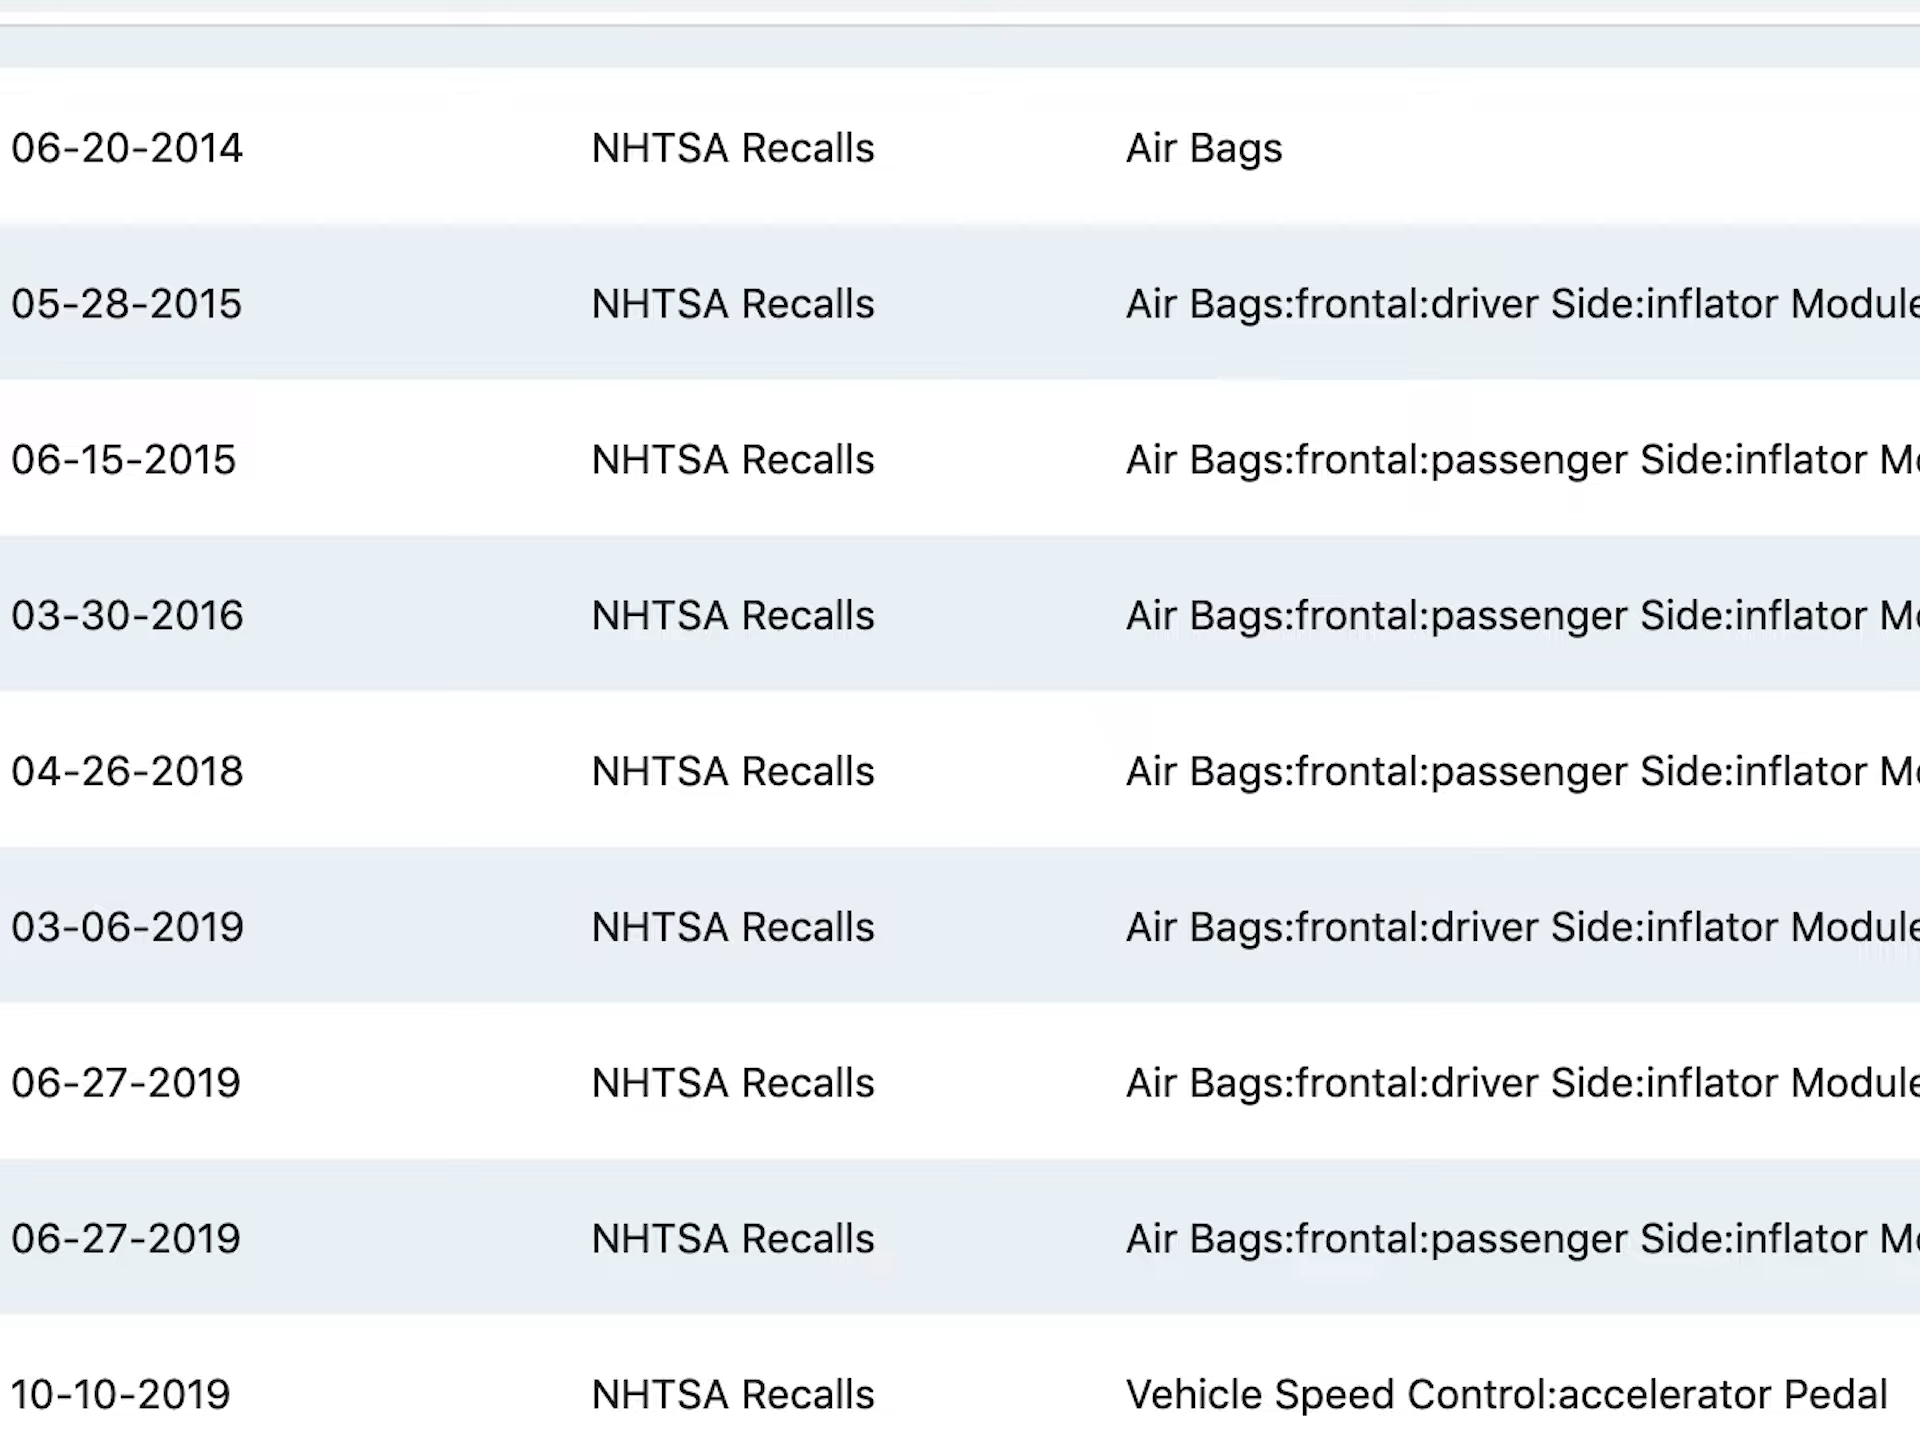 06-20-2014 NHTSA Recalls Air Bags
05-28-2015 NHTSA Recalls Air Bags:frontal:driver Side:inflator Module
06-15-2015 NHTSA Recalls Air Bags:frontal:passenger Side:inflator
03-30-2016 NHTSA Recalls Air Bags:frontal:passenger Side:inflator
04-26-2018 NHTSA Recalls Air Bags:frontal:passenger Side:inflator
03-06-2019 NHTSA Recalls Air Bags:frontal:driver Side:inflator Module
06-27-2019 NHTSA Recalls Air Bags:frontal:driver Side:inflator Module
06-27-2019 NHTSA Recalls Air Bags:frontal:passenger Side:inflator
10-10-2019 NHTSA Recalls Vehicle Speed Control:accelerator Pedal